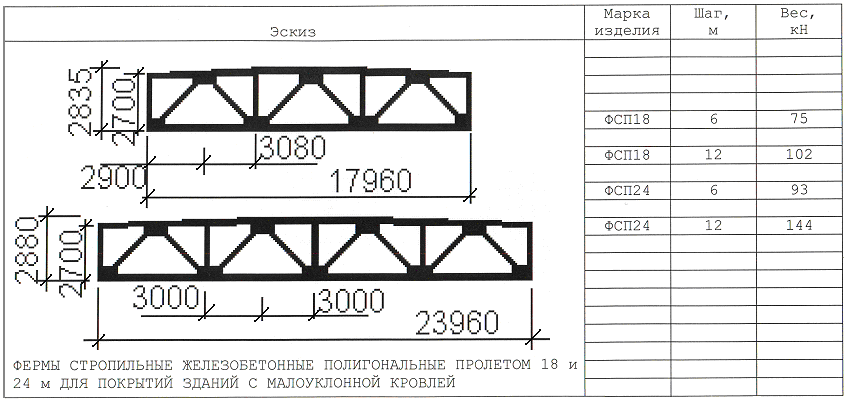 Эскиз
Марка изделия
Шаг, м
Вес, кН
2835
2700
2900
3080
17960
ФСП18 6 75
ФСП18 12 102
ФСП24 6 93
ФСП24 12 144
2880
2700
3000
3000
23960
ФЕРМЫ СТРОПИЛЬНЫЕ ЖЕЛЕЗОБЕТОННЫЕ ПОЛИГОНАЛЬНЫЕ ПРОЛЕТОМ 18 и
24 м ДЛЯ ПОКРЫТИЙ ЗДАНИЙ С МАЛОУКЛОННОЙ КРОВЛЕЙ